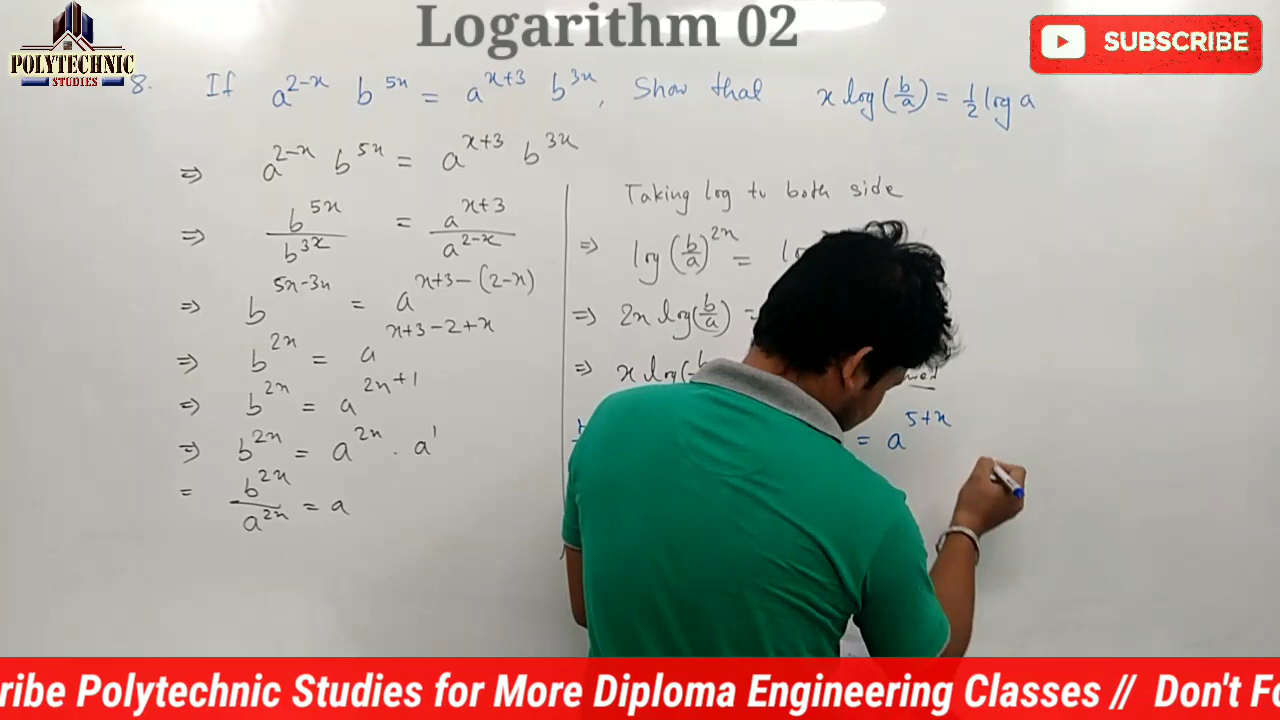 Logarithm 02
POLYTECHNIC
STUDIES
SUBSCRIBE
8. If a^{2-x} b^{5x} = a^{x+3} b^{3x}, Show that x log(b/a) = 1/2 log a
⇒ a^{2-x} b^{5x} = a^{x+3} b^{3x}
⇒ b^{5x}/b^{3x} = a^{x+3}/a^{2-x}
⇒ b^{5x-3x} = a^{x+3-(2-x)}
⇒ b^{2x} = a^{x+3-2+x}
⇒ b^{2x} = a^{2x+1}
⇒ b^{2x} = a^{2x} . a^1
= b^{2x}/a^{2x} = a
Taking log to both side
⇒ log(b/a)^{2x} =
⇒ 2x log(b/a) =
⇒ x log(
= a^{5+x}
ribe Polytechnic Studies for More Diploma Engineering Classes // Don't Fo